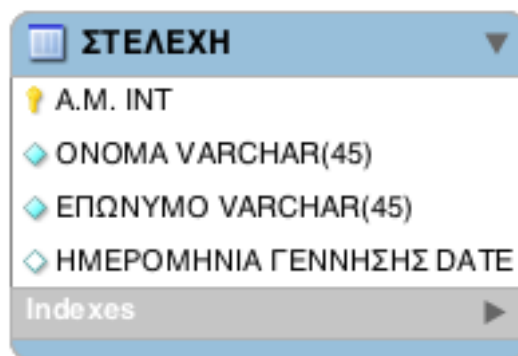 ΣΤΕΛΕΧΗ
Α.Μ. INT
ΟΝΟΜΑ VARCHAR(45)
ΕΠΩΝΥΜΟ VARCHAR(45)
ΗΜΕΡΟΜΗΝΙΑ ΓΕΝΝΗΣΗΣ DATE
Indexes